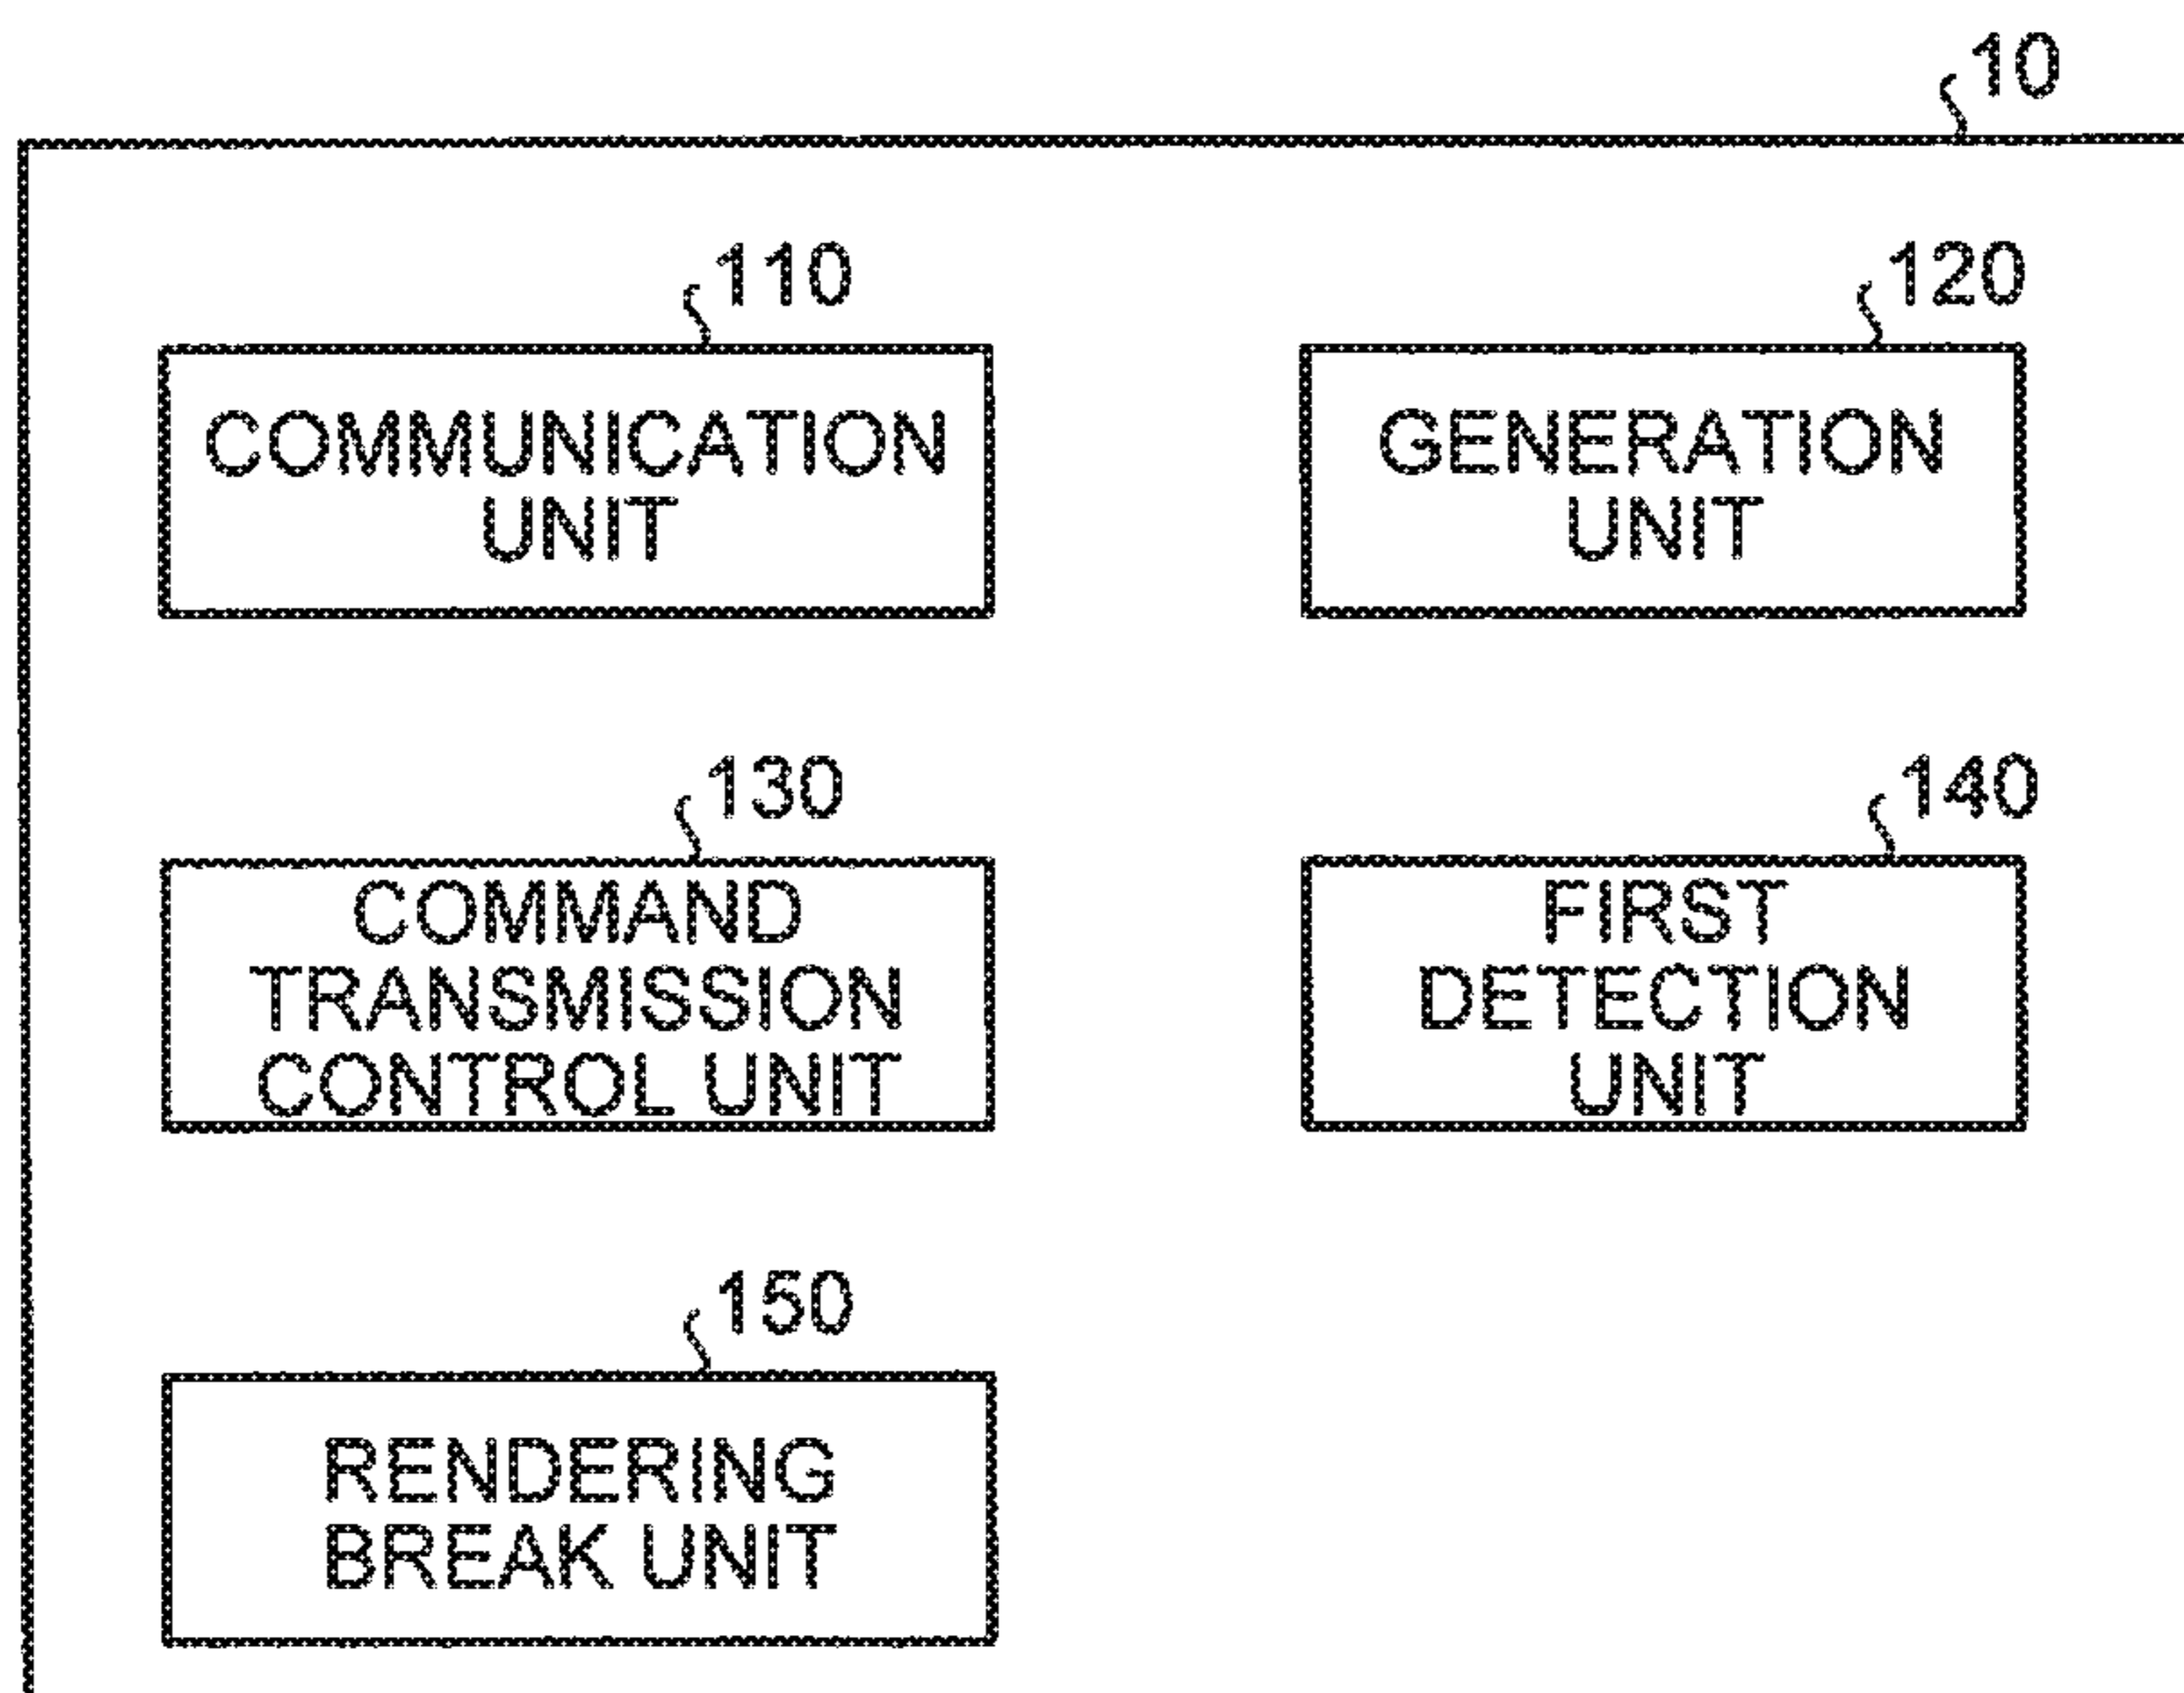 10
110
COMMUNICATION
UNIT
120
GENERATION
UNIT
130
COMMAND
TRANSMISSION
CONTROL UNIT
140
FIRST
DETECTION
UNIT
150
RENDERING
BREAK UNIT